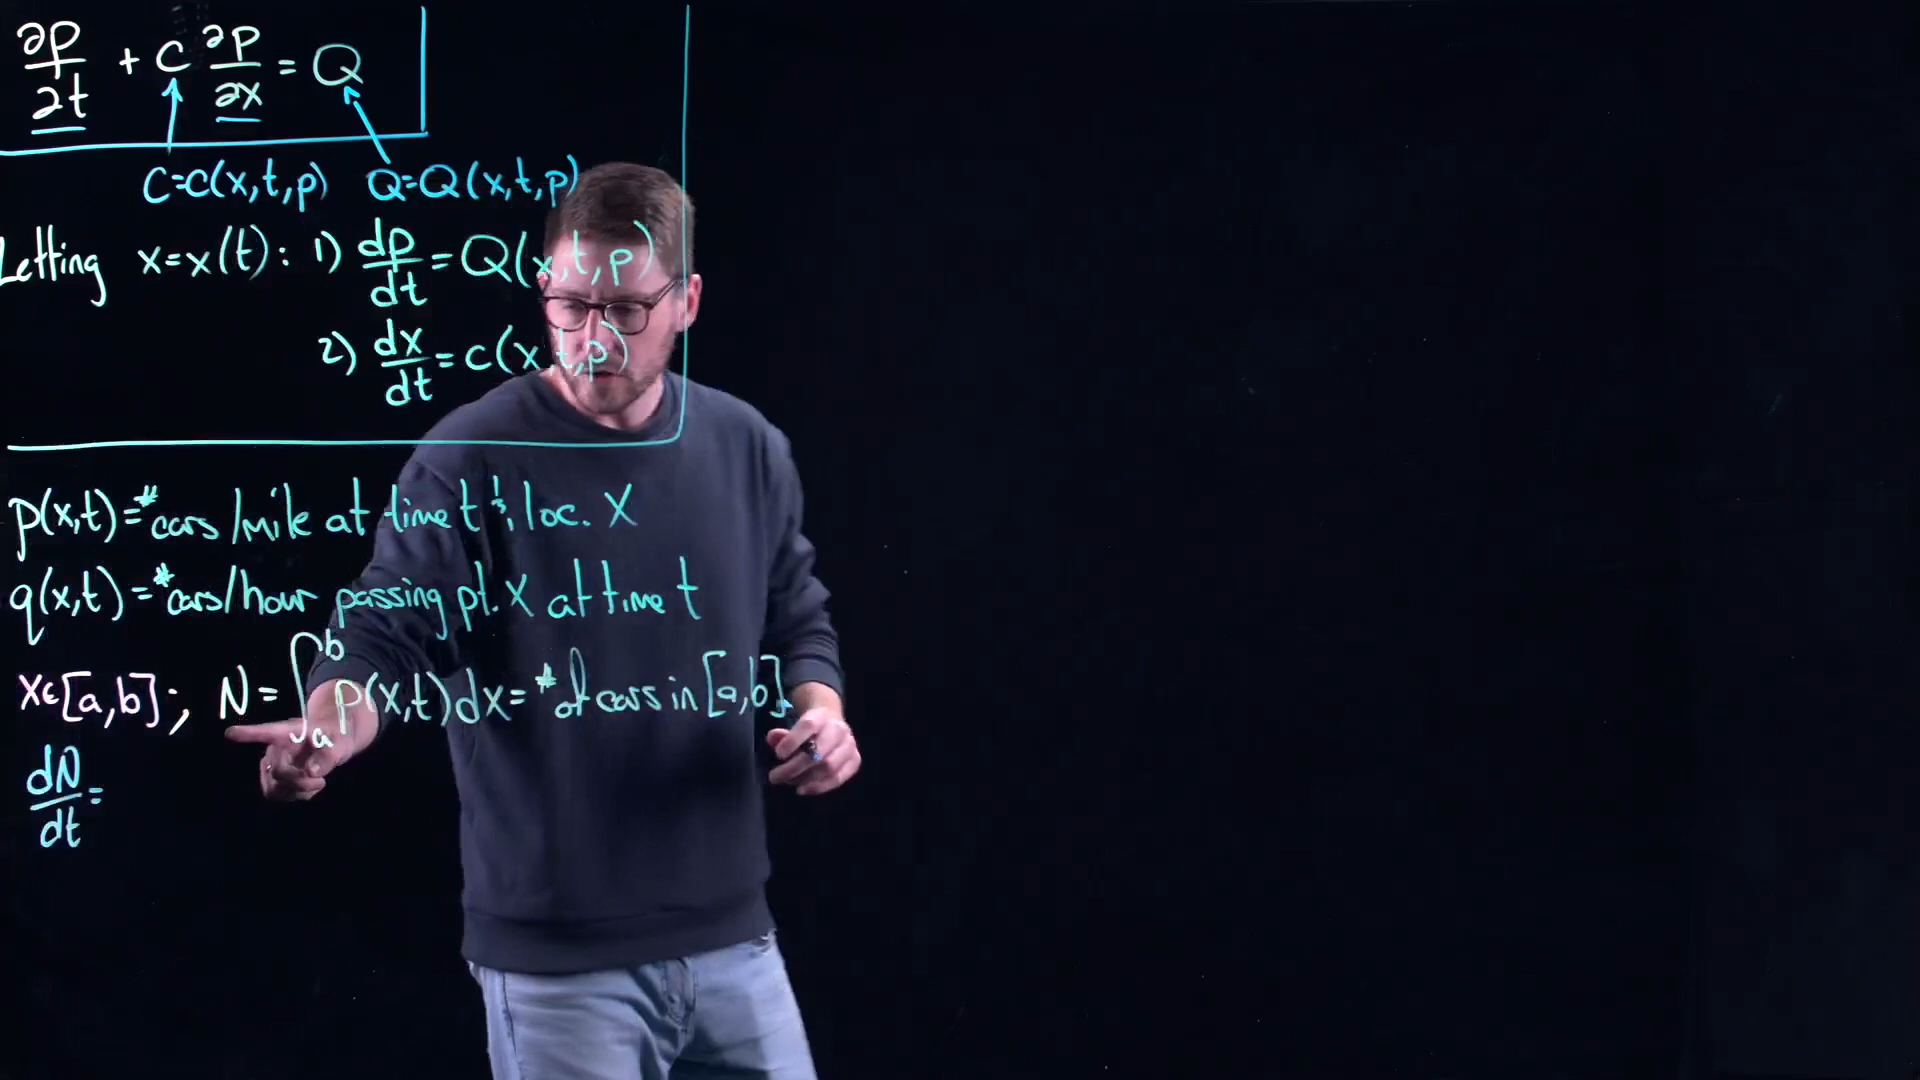 ∂p/∂t + C ∂p/∂x = Q
C=C(x,t,p) Q=Q(x,t,p)
Letting x=x(t): 1) dp/dt = Q(x,t,p)
2) dx/dt = C(x,t,p)
p(x,t)=# cars/mile at time t & loc. X
q(x,t)=# cars/hour passing pt. X at time t
x∈[a,b]; N = ∫_a^b p(x,t)dx = # of cars in [a,b].
dN/dt =